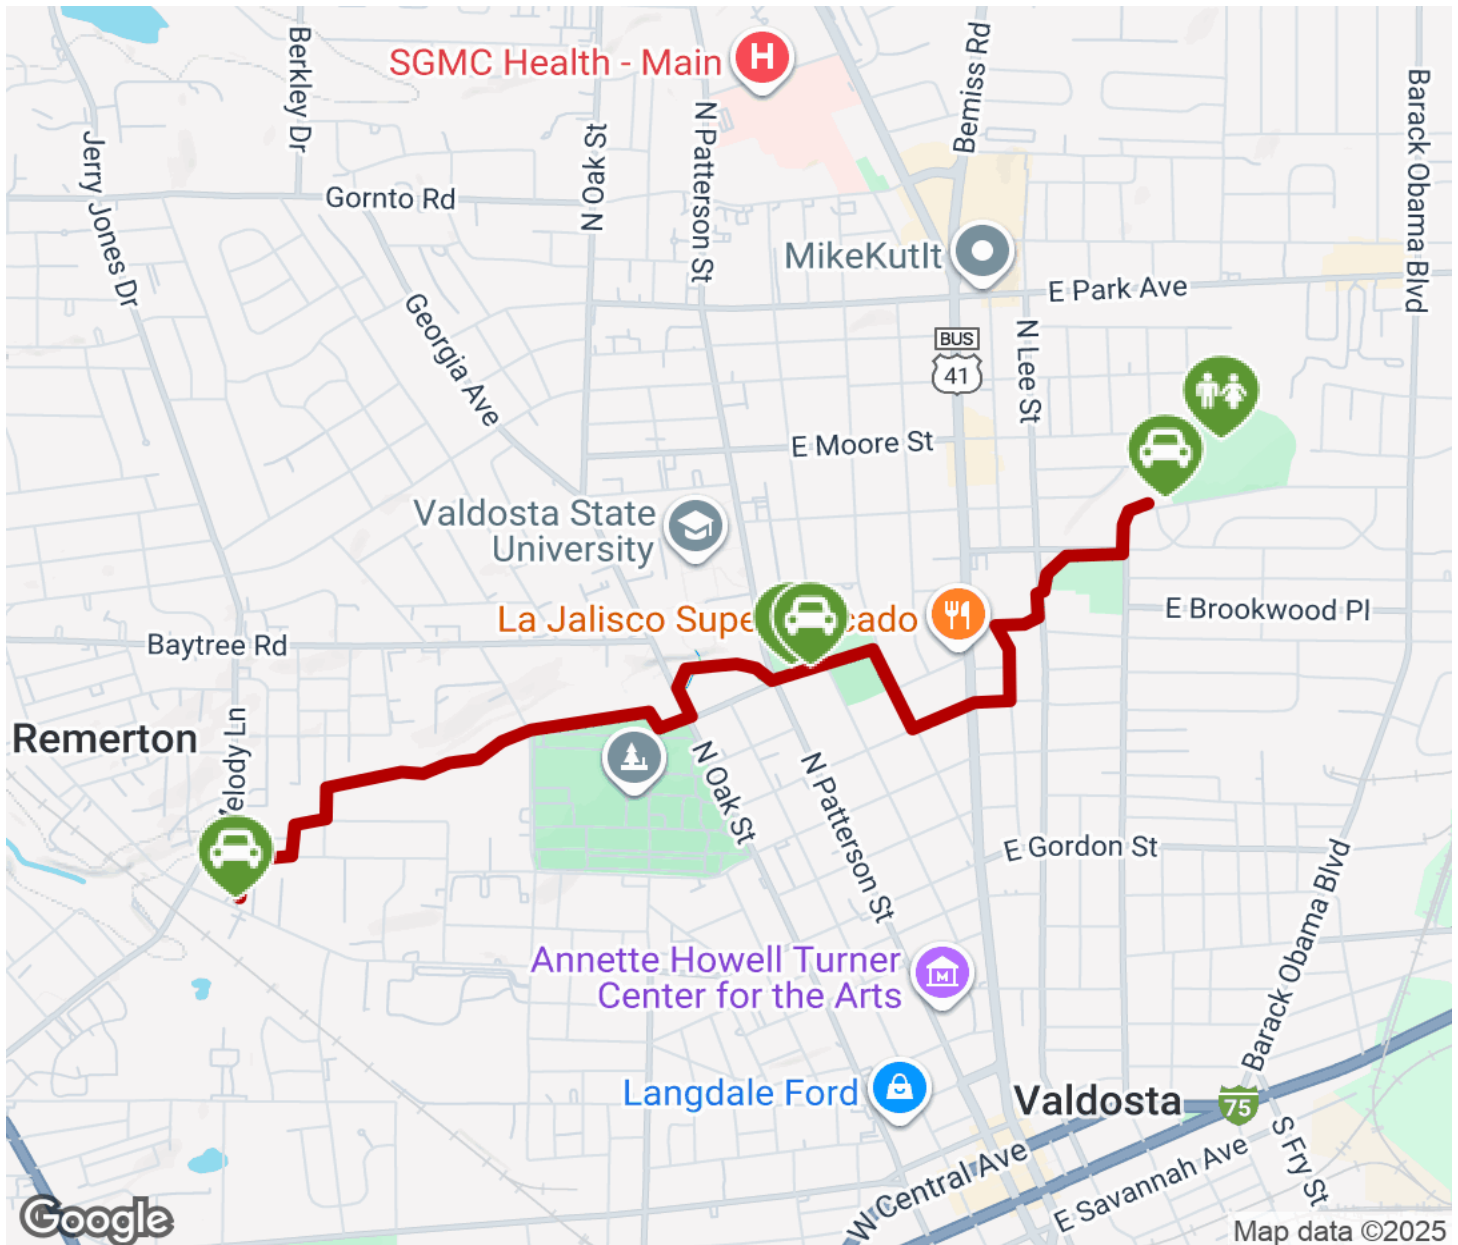 SGMC Health - Main
H
Berkley Dr
Jerry Jones Dr
N Oak St
N Patterson St
Bemiss Rd
Barack Obama Blvd
Gornto Rd
MikeKutIt
E Park Ave
Georgia Ave
N Lee St
BUS
41
E Moore St
Valdosta State
University
La Jalisco Supe
cado
E Brookwood Pl
Baytree Rd
Remerton
elody Ln
N Oak St
N Patterson St
E Gordon St
Barack Obama Blvd
Annette Howell Turner
Center for the Arts
M
Langdale Ford
Valdosta
75
S Fry St
W Central Ave
E Savannah Ave
Google
Map data ©2025